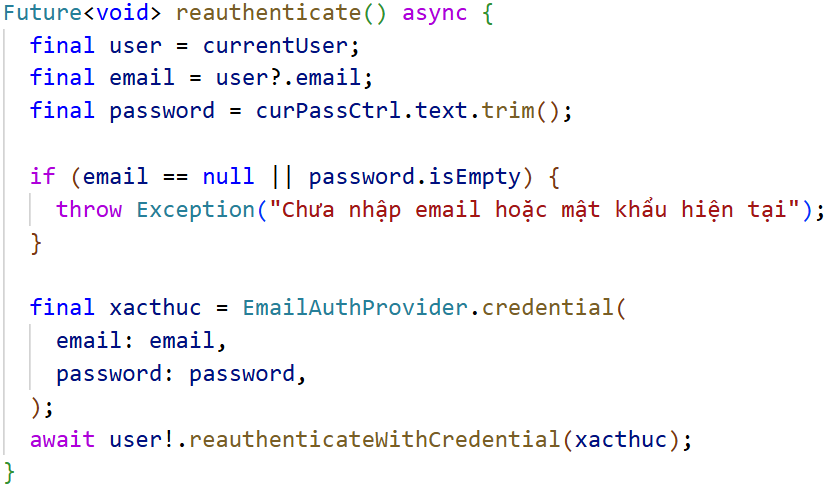 Future<void> reauthenticate() async {
  final user = currentUser;
  final email = user?.email;
  final password = curPassCtrl.text.trim();

  if (email == null || password.isEmpty) {
    throw Exception("Chưa nhập email hoặc mật khẩu hiện tại");
  }

  final xacthuc = EmailAuthProvider.credential(
    email: email,
    password: password,
  );
  await user!.reauthenticateWithCredential(xacthuc);
}